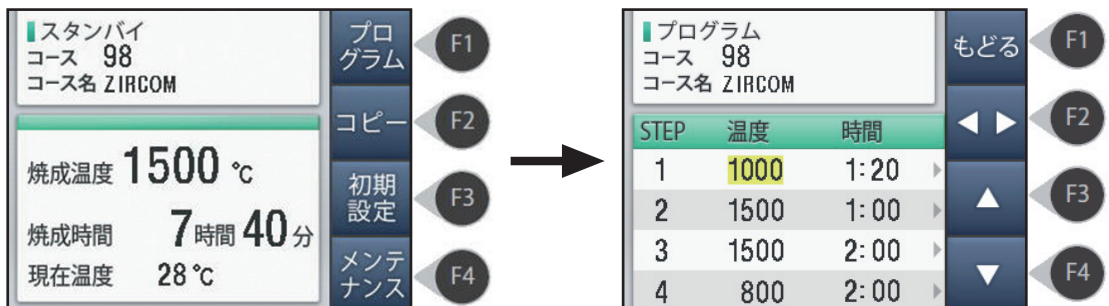 スタンバイ
コース 98
コース名 ZIRCOM
焼成温度 1500 ℃
焼成時間 7時間 40分
現在温度 28℃
プロ
グラム
F1
コピー
F2
初期
設定
F3
メンテ
ナンス
F4
プログラム
コース 98
コース名 ZIRCOM
STEP 温度 時間
1 1000 1:20
2 1500 1:00
3 1500 2:00
4 800 2:00
もどる
F1
F2
F3
F4